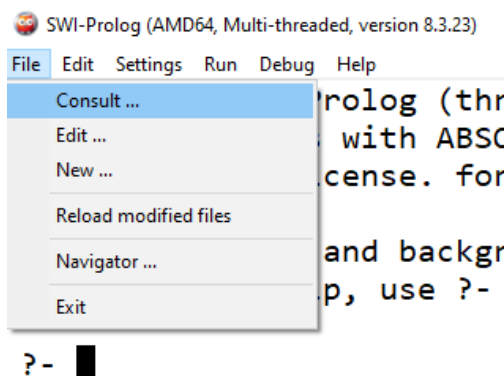 SWI-Prolog (AMD64, Multi-threaded, version 8.3.23)
File Edit Settings Run Debug Help
Consult ...
Prolog (thr
Edit ...
with ABSO
New ...
cense. for
Reload modified files
Navigator ...
and backgr
p, use ?-
Exit
?-